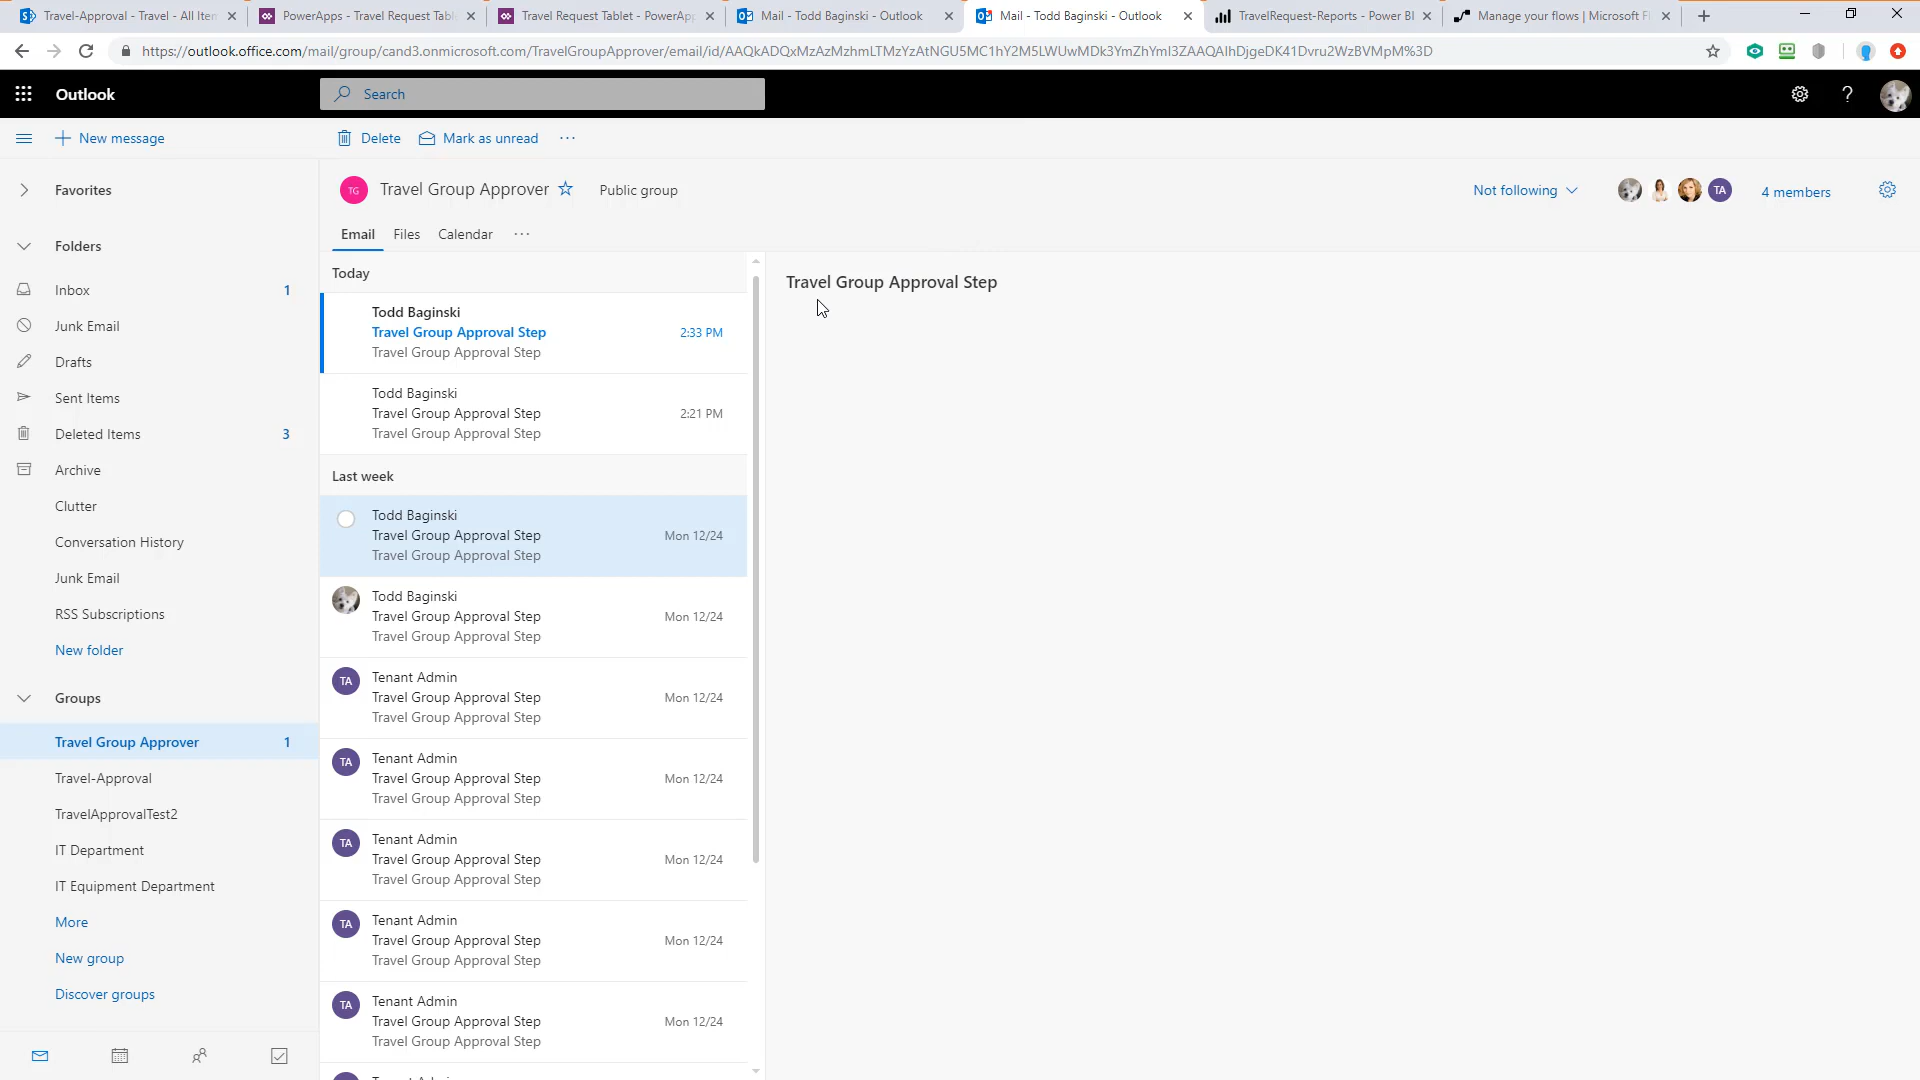 Travel-Approval - Travel - All Iten
PowerApps - Travel Request Tabl
Travel Request Tablet - PowerApp
Mail - Todd Baginski - Outlook
Mail - Todd Baginski - Outlook
TravelRequest-Reports - Power BI
Manage your flows | Microsoft Fl
https://outlook.office.com/mail/group/cand3.onmicrosoft.com/TravelGroupApprover/email/id/AAQkADQxMzAzMzhmLTMzYzAtNGU5MC1hY2M5LWUwMDk3YmZhYmI3ZAAQAIhDjgeDK41Dvru2WzBVMpM%3D
Outlook
Search
New message
Delete
Mark as unread
Favorites
TG
Travel Group Approver
Public group
Not following
TA
4 members
Email
Files
Calendar
Folders
Inbox 1
Junk Email
Drafts
Sent Items
Deleted Items 3
Archive
Clutter
Conversation History
Junk Email
RSS Subscriptions
New folder
Groups
Travel Group Approver 1
Travel-Approval
TravelApprovalTest2
IT Department
IT Equipment Department
More
New group
Discover groups
Today
Todd Baginski
Travel Group Approval Step 2:33 PM
Travel Group Approval Step
Todd Baginski
Travel Group Approval Step 2:21 PM
Travel Group Approval Step
Last week
Todd Baginski
Travel Group Approval Step Mon 12/24
Travel Group Approval Step
Todd Baginski
Travel Group Approval Step Mon 12/24
Travel Group Approval Step
TA Tenant Admin
Travel Group Approval Step Mon 12/24
Travel Group Approval Step
TA Tenant Admin
Travel Group Approval Step Mon 12/24
Travel Group Approval Step
TA Tenant Admin
Travel Group Approval Step Mon 12/24
Travel Group Approval Step
TA Tenant Admin
Travel Group Approval Step Mon 12/24
Travel Group Approval Step
TA Tenant Admin
Travel Group Approval Step Mon 12/24
Travel Group Approval Step
Travel Group Approval Step